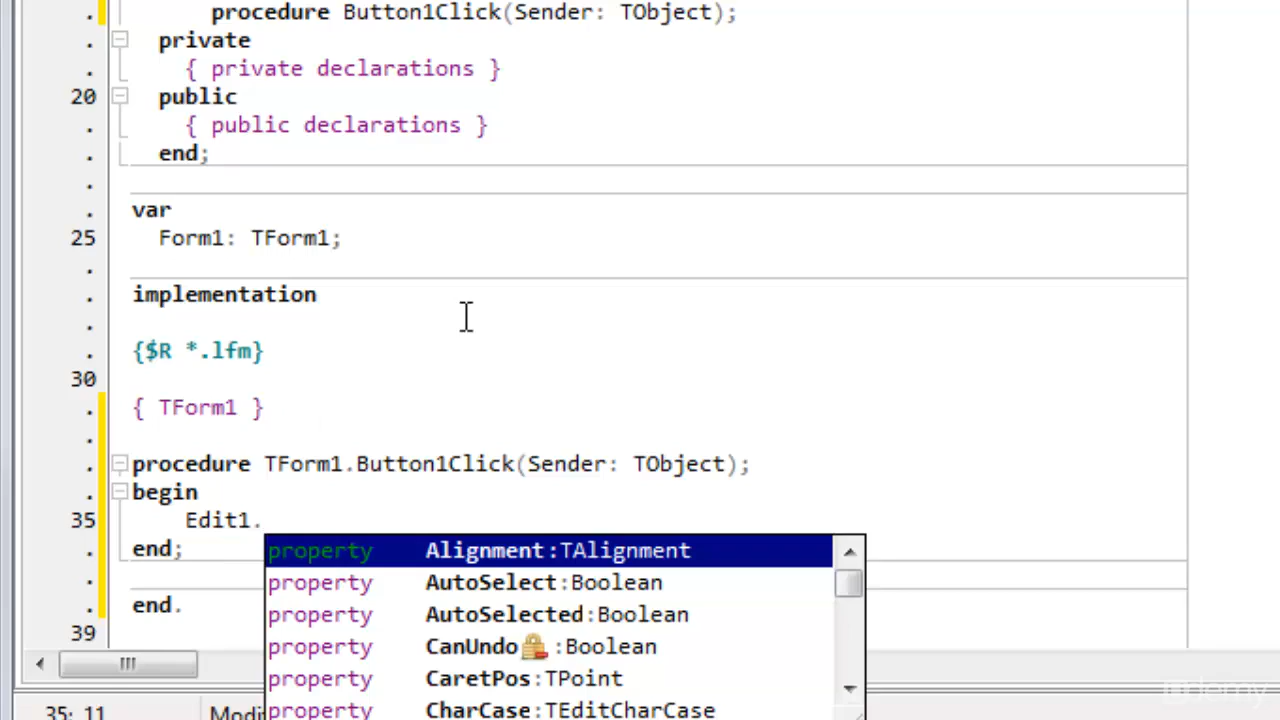 procedure Button1Click(Sender: TObject);
private
{ private declarations }
20 public
{ public declarations }
end;
var
25 Form1: TForm1;
implementation
{$R *.lfm}
30
{ TForm1 }
procedure TForm1.Button1Click(Sender: TObject);
begin
35 Edit1.
end;
property Alignment:TAlignment
property AutoSelect:Boolean
property AutoSelected:Boolean
property CanUndo :Boolean
property CaretPos:TPoint
property CharCase:TEditCharCase
end.
39
35: 11
udemy